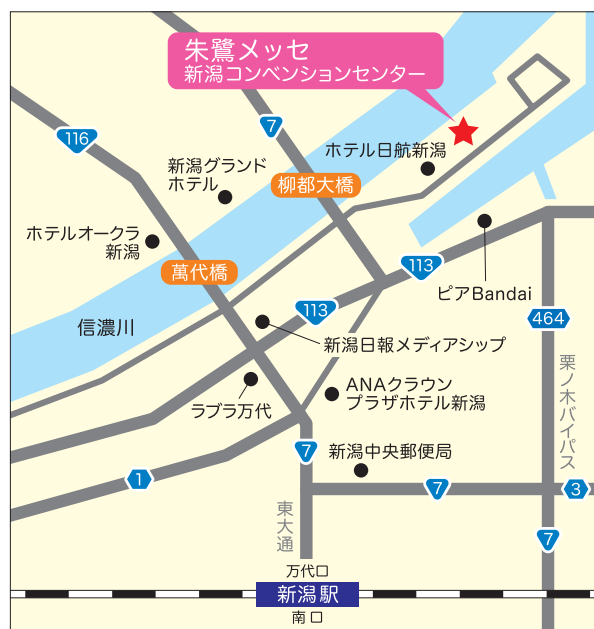 朱鷺メッセ
新潟コンベンションセンター
116
7
ホテル日航新潟
新潟グランド
ホテル
柳都大橋
ホテルオークラ
新潟
萬代橋
113
ピアBandai
信濃川
113
464
新潟日報メディアシップ
ラブラ万代
ANAクラウン
プラザホテル新潟
栗ノ木バイパス
7
新潟中央郵便局
1
7
3
東大通
7
万代口
新潟駅
南口